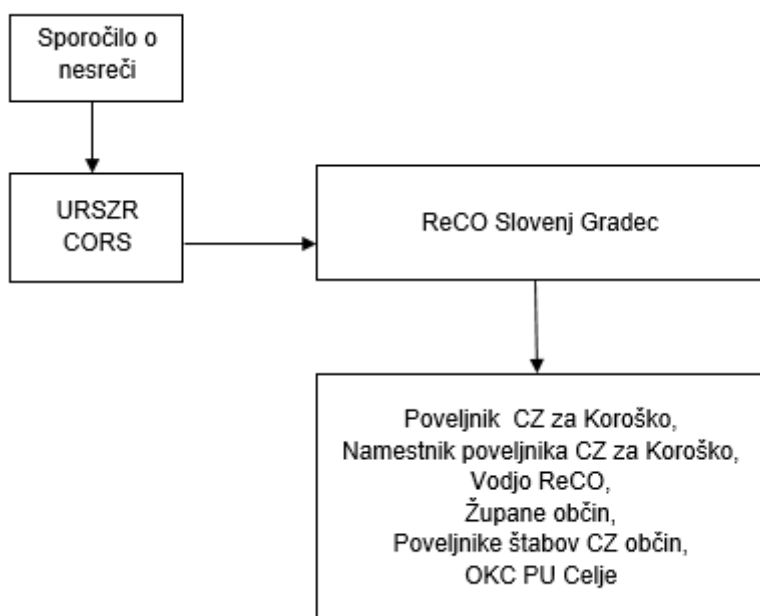 Sporočilo o
nesreči
URSZR
CORS
ReCO Slovenj Gradec
Poveljnik CZ za Koroško,
Namestnik poveljnika CZ za Koroško,
Vodjo ReCO,
Župane občin,
Poveljnike štabov CZ občin,
OKC PU Celje